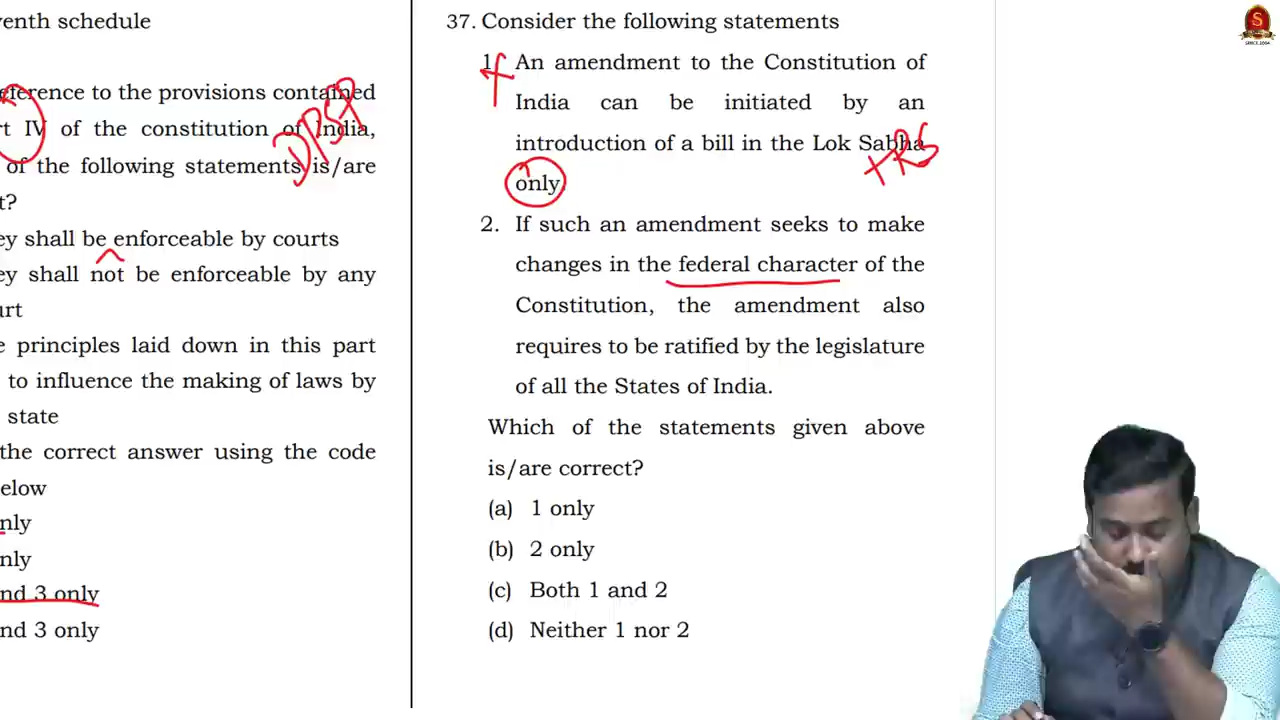 venth schedule
eference to the provisions contained
rt IV of the constitution of India,
of the following statements is/are
t?
ey shall be enforceable by courts
ey shall not be enforceable by any
urt
e principles laid down in this part
to influence the making of laws by
state
the correct answer using the code
elow
nly
nly
nd 3 only
nd 3 only
DPSP
37. Consider the following statements
1. An amendment to the Constitution of
India can be initiated by an
introduction of a bill in the Lok Sabha
+RS
only
2. If such an amendment seeks to make
changes in the federal character of the
Constitution, the amendment also
requires to be ratified by the legislature
of all the States of India.
Which of the statements given above
is/are correct?
(a) 1 only
(b) 2 only
(c) Both 1 and 2
(d) Neither 1 nor 2
S
SINCE 2004